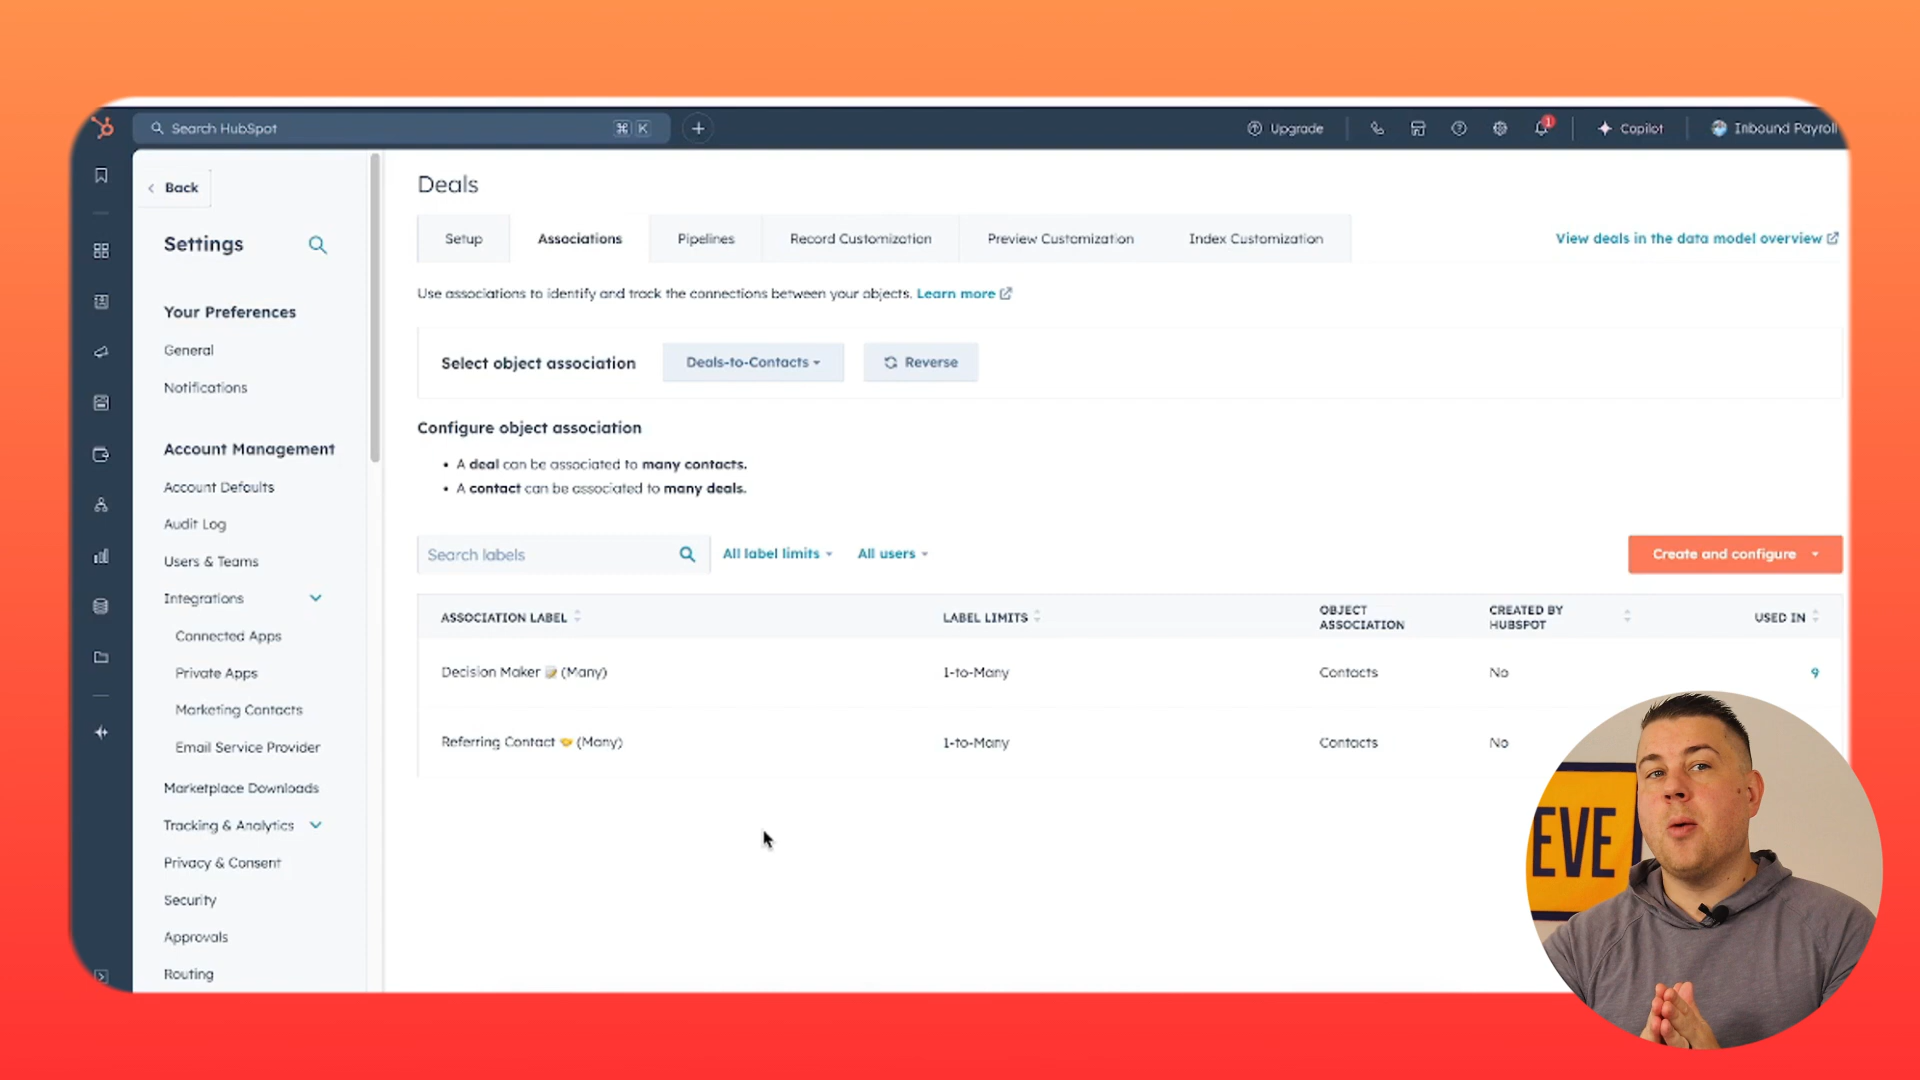 Search HubSpot
⌘ K
Upgrade
1
Copilot
Inbound Payroll
Back
Settings
Your Preferences
General
Notifications
Account Management
Account Defaults
Audit Log
Users & Teams
Integrations
Connected Apps
Private Apps
Marketing Contacts
Email Service Provider
Marketplace Downloads
Tracking & Analytics
Privacy & Consent
Security
Approvals
Routing
Deals
Setup
Associations
Pipelines
Record Customization
Preview Customization
Index Customization
View deals in the data model overview
Use associations to identify and track the connections between your objects. Learn more
Select object association
Deals-to-Contacts
Reverse
Configure object association
• A deal can be associated to many contacts.
• A contact can be associated to many deals.
Search labels
All label limits
All users
Create and configure
ASSOCIATION LABEL
LABEL LIMITS
OBJECT
ASSOCIATION
CREATED BY
HUBSPOT
USED IN
Decision Maker 📝 (Many)
1-to-Many
Contacts
No
9
Referring Contact 🤝 (Many)
1-to-Many
Contacts
No
EVE